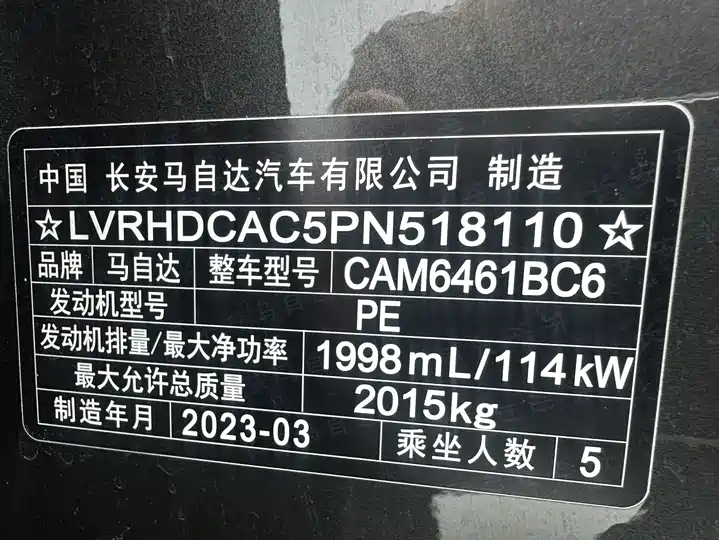 中国 长安马自达汽车有限公司 制造
☆LVRHDCAC5PN518110☆
品牌 马自达 整车型号 CAM6461BC6
发动机型号 PE
发动机排量/最大净功率 1998mL/114kW
最大允许总质量 2015kg
制造年月 2023-03 乘坐人数 5